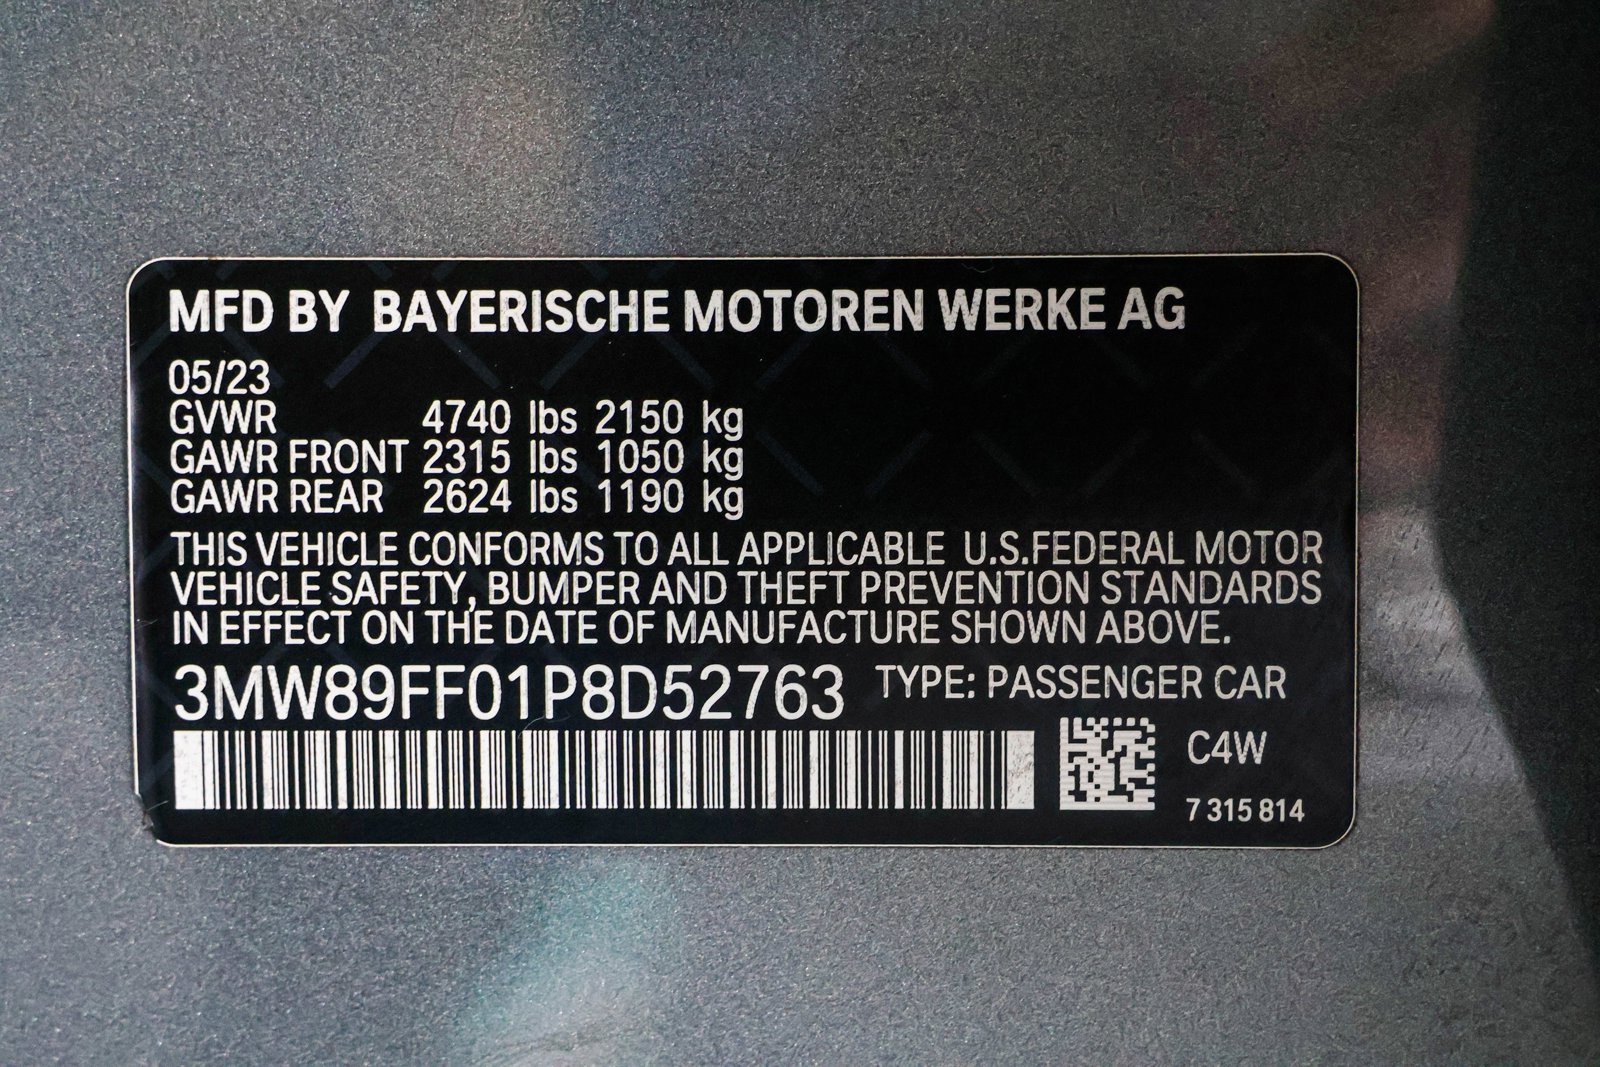 MFD BY BAYERISCHE MOTOREN WERKE AG
05/23
GVWR 4740 lbs 2150 kg
GAWR FRONT 2315 lbs 1050 kg
GAWR REAR 2624 lbs 1190 kg
THIS VEHICLE CONFORMS TO ALL APPLICABLE U.S.FEDERAL MOTOR
VEHICLE SAFETY, BUMPER AND THEFT PREVENTION STANDARDS
IN EFFECT ON THE DATE OF MANUFACTURE SHOWN ABOVE.
3MW89FF01P8D52763 TYPE: PASSENGER CAR
C4W
7 315 814